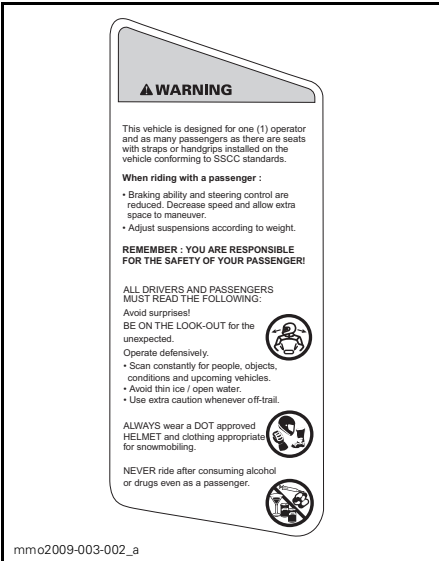 WARNING
This vehicle is designed for one (1) operator
and as many passengers as there are seats
with straps or handgrips installed on the
vehicle conforming to SSCC standards.
When riding with a passenger :
• Braking ability and steering control are
reduced. Decrease speed and allow extra
space to maneuver.
• Adjust suspensions according to weight.
REMEMBER : YOU ARE RESPONSIBLE
FOR THE SAFETY OF YOUR PASSENGER!
ALL DRIVERS AND PASSENGERS
MUST READ THE FOLLOWING:
Avoid surprises!
BE ON THE LOOK-OUT for the
unexpected.
Operate defensively.
• Scan constantly for people, objects,
conditions and upcoming vehicles.
• Avoid thin ice / open water.
• Use extra caution whenever off-trail.
ALWAYS wear a DOT approved
HELMET and clothing appropriate
for snowmobiling.
NEVER ride after consuming alcohol
or drugs even as a passenger.
mmo2009-003-002_a